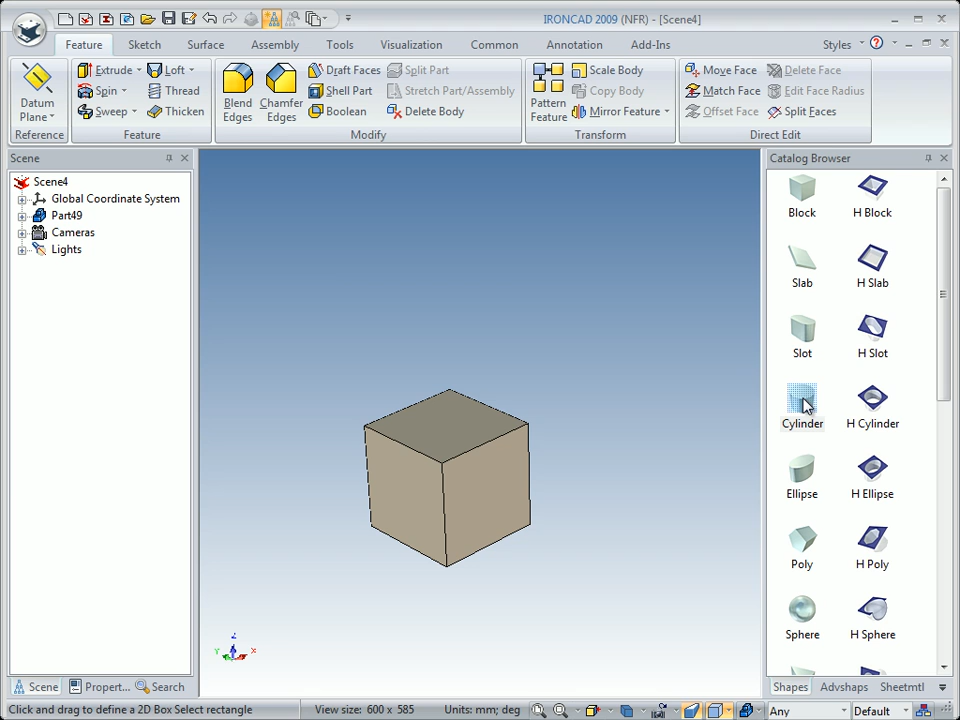 IRONCAD 2009 (NFR) - [Scene4]
Feature Sketch Surface Assembly Tools Visualization Common Annotation Add-Ins Styles
Extrude Loft Draft Faces Split Part Scale Body Move Face Delete Face
Spin Thread Shell Part Stretch Part/Assembly Copy Body Match Face Edit Face Radius
Datum Plane Sweep Thicken Blend Edges Chamfer Edges Boolean Delete Body Pattern Feature Mirror Feature Offset Face Split Faces
Reference Feature Modify Transform Direct Edit
Scene Catalog Browser
Scene4
Global Coordinate System
Part49
Cameras
Lights
Block H Block
Slab H Slab
Slot H Slot
Cylinder H Cylinder
Ellipse H Ellipse
Poly H Poly
Sphere H Sphere
Z
Y X
Scene Propert... Search Shapes Advshaps Sheetmtl
Click and drag to define a 2D Box Select rectangle View size: 600 x 585 Units: mm; deg Any Default